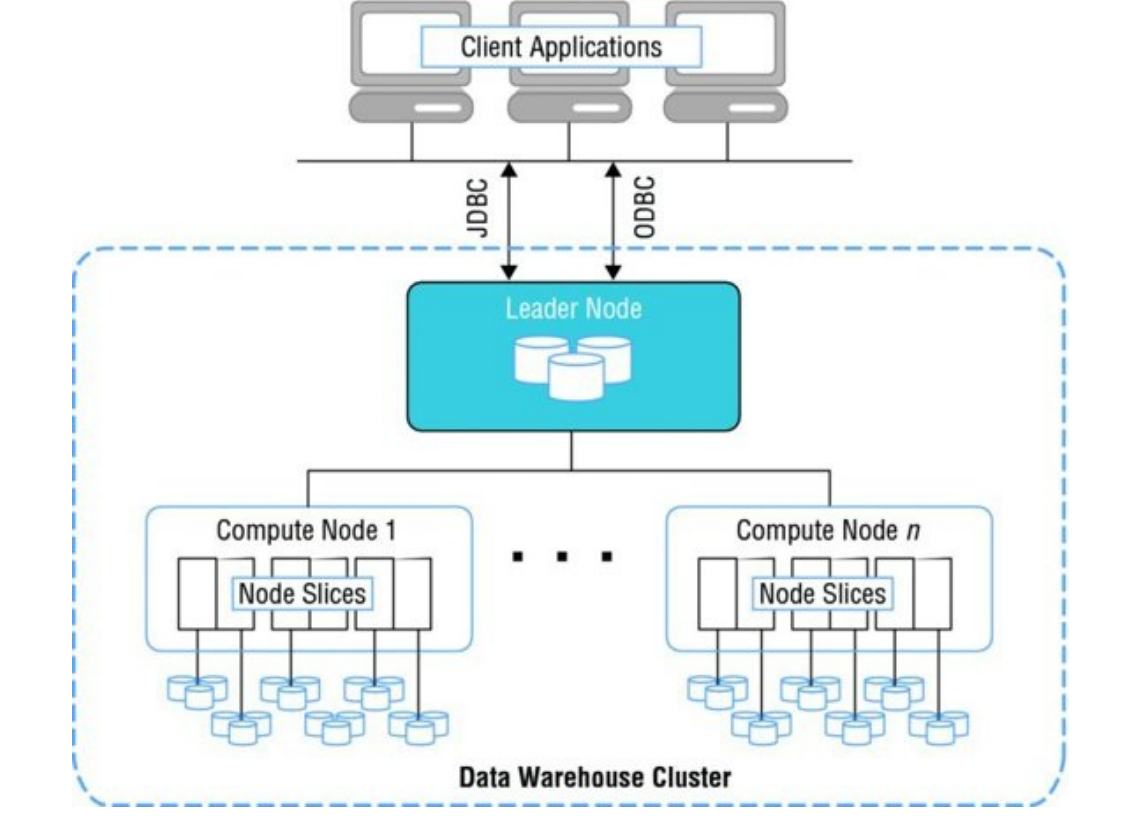 Client Applications
JDBC
ODBC
Leader Node
Compute Node 1
Node Slices
Compute Node n
Node Slices
Data Warehouse Cluster